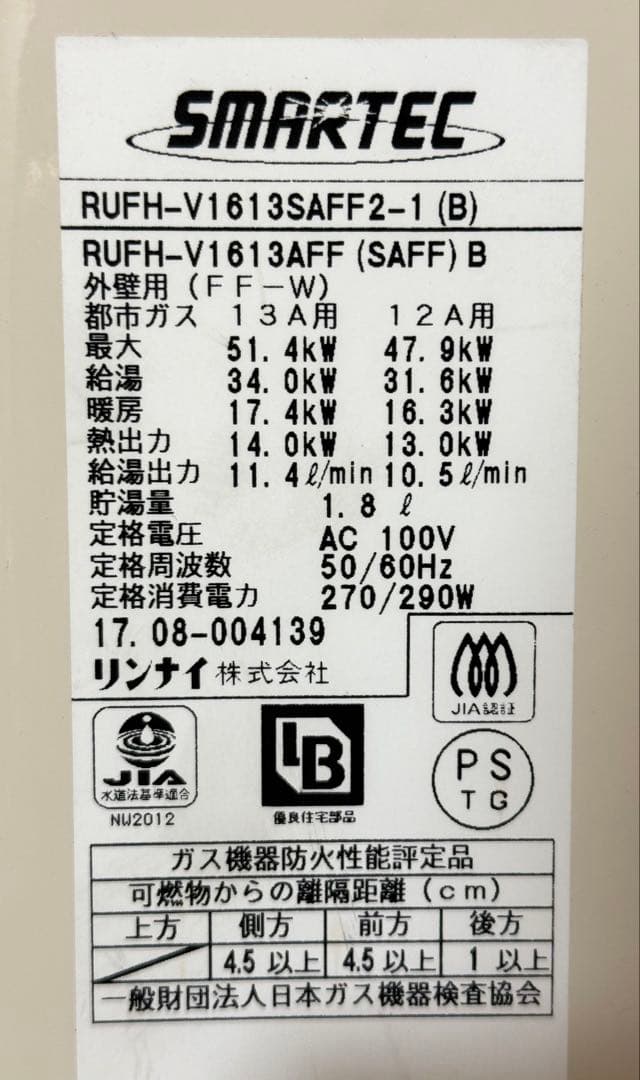 SMARTEC
RUFH-V1613SAFF2-1(B)
RUFH-V1613AFF(SAFF)B
外壁用(FF-W)
都市ガス 13A用 12A用
最大 51.4kW 47.9kW
給湯 34.0kW 31.6kW
暖房 17.4kW 16.3kW
熱出力 14.0kW 13.0kW
給湯出力 11.4ℓ/min 10.5ℓ/min
貯湯量 1.8 ℓ
定格電圧 AC 100V
定格周波数 50/60Hz
定格消費電力 270/290W
17.08-004139
リンナイ株式会社
JIA認証
JIA
水道法基準適合
NW2012
LB
優良住宅部品
PS
TG
ガス機器防火性能評定品
可燃物からの離隔距離(cm)
上方 側方 前方 後方
4.5以上 4.5以上 1以上
一般財団法人日本ガス機器検査協会